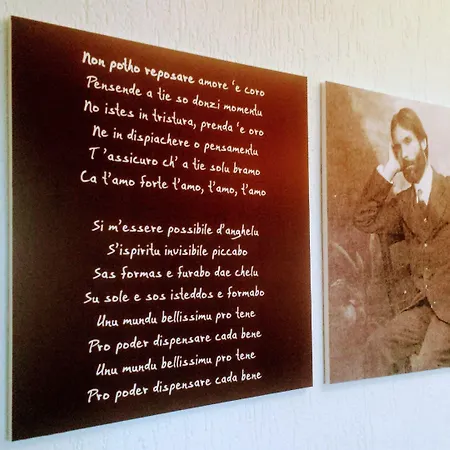 Non potho reposare amore 'e coro
Pensende a tie so donzi momentu
No istes in tristura, prenda 'e oro
Ne in dispiachere o pensamentu
T'assicuro ch'a tie solu bramo
Ca t'amo forte t'amo, t'amo, t'amo
Si m'essere possibile d'anghelu
S'ispiritu invisibile piccabo
Sas formas e furabo dae chelu
Su sole e sos isteddos e formabo
Unu mundu bellissimu pro tene
Pro poder dispensare cada bene
Unu mundu bellissimu pro tene
Pro poder dispensare cada bene